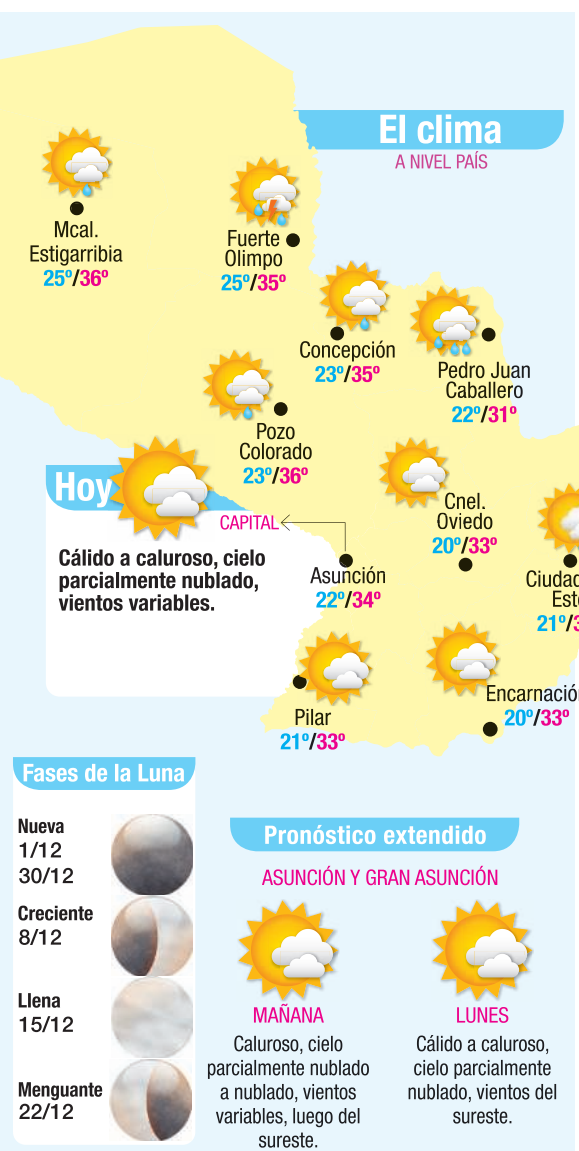 El clima
A NIVEL PAÍS
Mcal.
Estigarribia
25º/36º
Fuerte
Olimpo
25º/35º
Concepción
23º/35º
Pedro Juan
Caballero
22º/31º
Pozo
Colorado
23º/36º
Cnel.
Oviedo
20º/33º
Hoy
CAPITAL
Cálido a caluroso, cielo
parcialmente nublado,
vientos variables.
Asunción
22º/34º
Ciudad
Este
21º/3
Pilar
21º/33º
Encarnación
20º/33º
Fases de la Luna
Nueva
1/12
30/12
Creciente
8/12
Llena
15/12
Menguante
22/12
Pronóstico extendido
ASUNCIÓN Y GRAN ASUNCIÓN
MAÑANA
Caluroso, cielo
parcialmente nublado
a nublado, vientos
variables, luego del
sureste.
LUNES
Cálido a caluroso,
cielo parcialmente
nublado, vientos del
sureste.